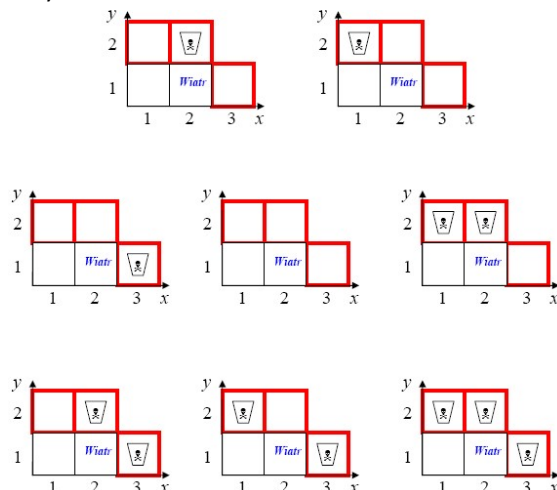 y y
2 2
1 Wiatr 1 Wiatr
1 2 3 x 1 2 3 x
y y y
2 2 2
1 Wiatr 1 Wiatr 1 Wiatr
1 2 3 x 1 2 3 x 1 2 3 x
y y y
2 2 2
1 Wiatr 1 Wiatr 1 Wiatr
1 2 3 x 1 2 3 x 1 2 3 x